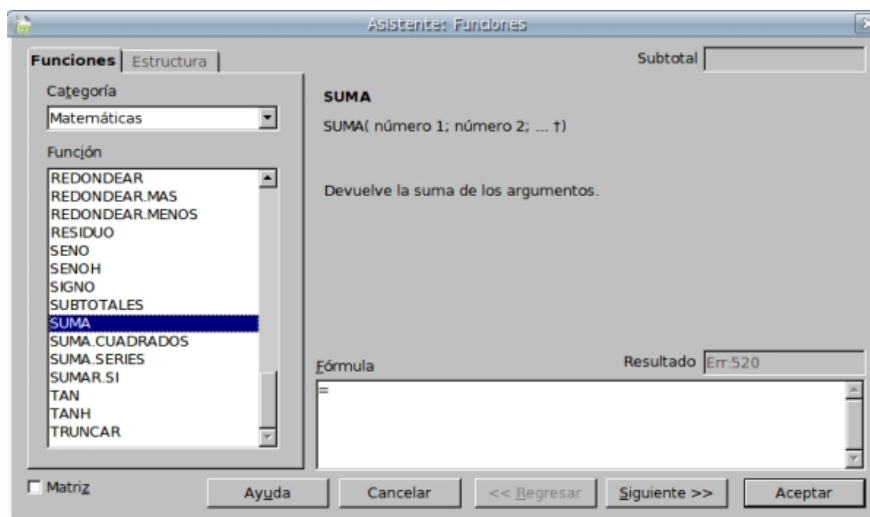 Asistente: Funciones
Funciones
Estructura
Subtotal
Categoría
Matemáticas
Función
REDONDEAR
REDONDEAR.MAS
REDONDEAR.MENOS
RESIDUO
SENO
SENOH
SIGNO
SUBTOTALES
SUMA
SUMA.CUADRADOS
SUMA.SERIES
SUMAR.SI
TAN
TANH
TRUNCAR
SUMA
SUMA( número 1; número 2; ... †)
Devuelve la suma de los argumentos.
Fórmula
Resultado Err:520
=
Matriz
Ayuda
Cancelar
<< Regresar
Siguiente >>
Aceptar